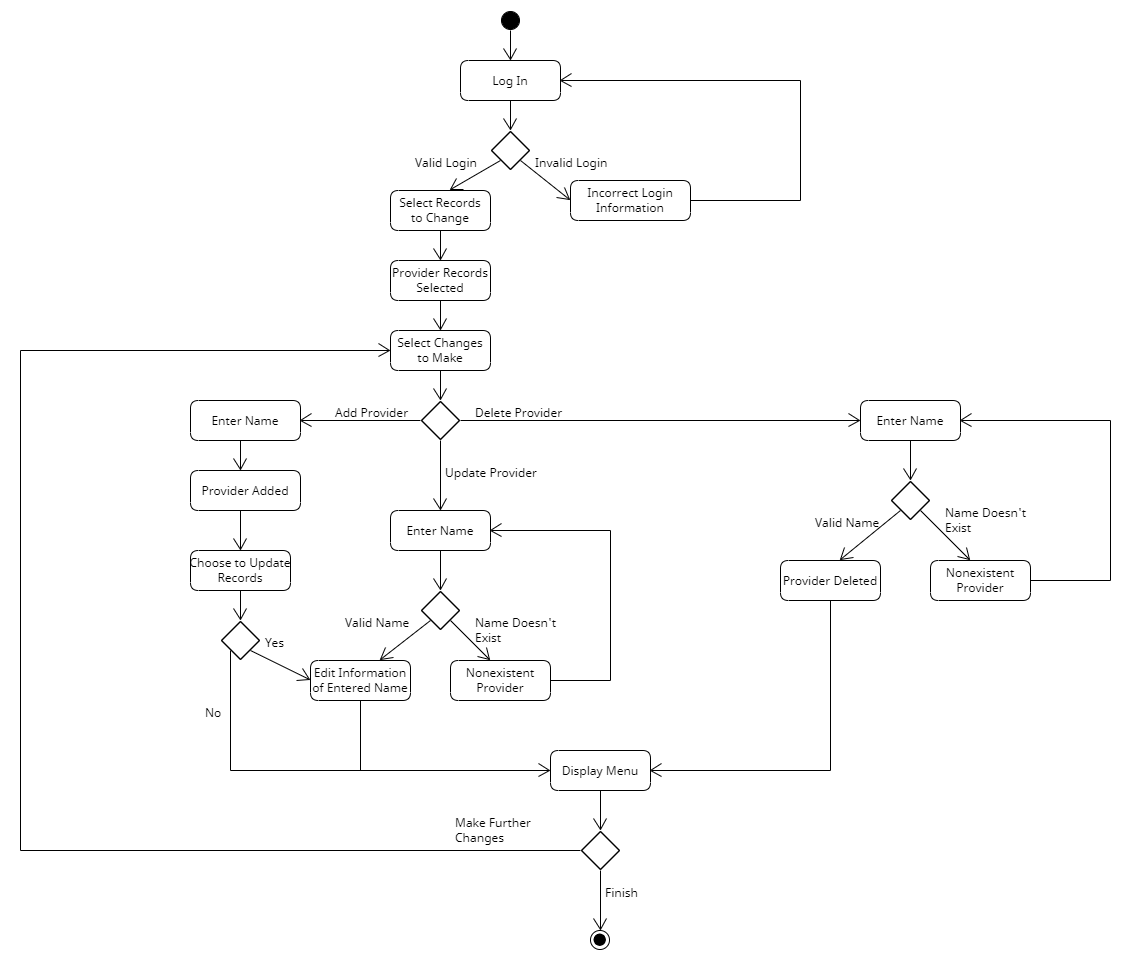 Log In
Valid Login
Invalid Login
Select Records
to Change
Incorrect Login
Information
Provider Records
Selected
Select Changes
to Make
Enter Name
Add Provider
Delete Provider
Enter Name
Update Provider
Provider Added
Enter Name
Valid Name
Name Doesn't
Exist
Choose to Update
Records
Provider Deleted
Nonexistent
Provider
Yes
Valid Name
Name Doesn't
Exist
Edit Information
of Entered Name
Nonexistent
Provider
No
Display Menu
Make Further
Changes
Finish